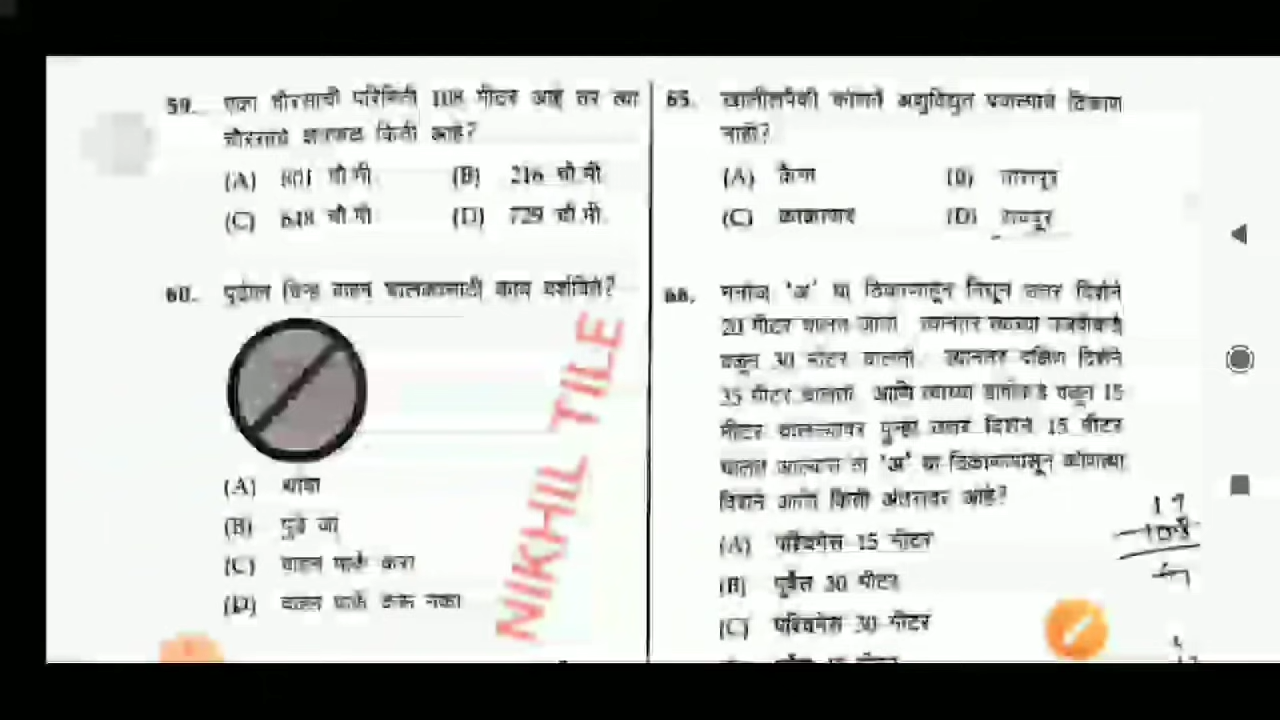 59. एका चौरसाची परिमिती 108 मीटर आहे तर त्या
चौरसाचे क्षेत्रफळ किती आहे?
(A) 801 चौ.मी. (B) 216 चौ.मी.
(C) 648 चौ.मी. (D) 729 चौ.मी.
60. पुढील चिन्ह वाहन चालकासाठी काय दर्शविते?
(A) थांबा
(B) पुढे जा
(C) वाहन पार्क करा
(D) वाहन पार्क करू नका
NIKHIL TILE
65. खालीलपैकी कोणते अणुविद्युत प्रकल्पाचे ठिकाण
नाही?
(A) कैगा (B) तारापूर
(C) काक्रापार (D) जयपूर
66. मनोज 'अ' या ठिकाणाहून निघून उत्तर दिशेने
20 मीटर चालत जातो त्यानंतर त्याच्या उजवीकडे
वळून 30 मीटर चालतो त्यानंतर दक्षिण दिशेने
35 मीटर चालतो आणि त्याच्या डावीकडे वळून 15
मीटर चालल्यावर पुन्हा उत्तर दिशेने 15 मीटर
चालत आल्यास तो 'अ' या ठिकाणापासून कोणत्या
दिशेने आणि किती अंतरावर आहे?
(A) पश्चिमेस 15 मीटर
(B) पूर्वेस 30 मीटर
(C) पश्चिमेस 30 मीटर